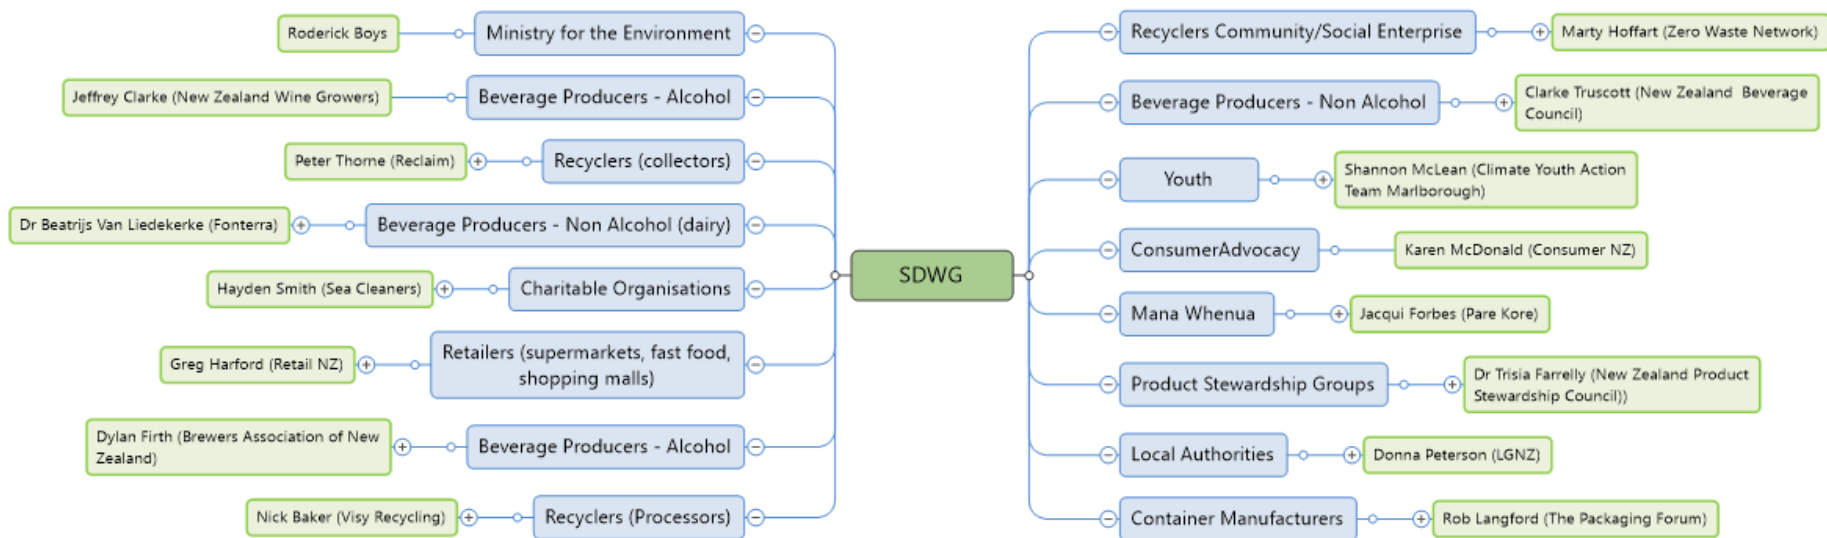 Roderick Boys
Ministry for the Environment
Jeffrey Clarke (New Zealand Wine Growers)
Beverage Producers - Alcohol
Peter Thorne (Reclaim)
Recyclers (collectors)
Dr Beatrijs Van Liedekerke (Fonterra)
Beverage Producers - Non Alcohol (dairy)
Hayden Smith (Sea Cleaners)
Charitable Organisations
Greg Harford (Retail NZ)
Retailers (supermarkets, fast food,
shopping malls)
Dylan Firth (Brewers Association of New
Zealand)
Beverage Producers - Alcohol
Nick Baker (Visy Recycling)
Recyclers (Processors)
SDWG
Recyclers Community/Social Enterprise
Marty Hoffart (Zero Waste Network)
Beverage Producers - Non Alcohol
Clarke Truscott (New Zealand Beverage
Council)
Youth
Shannon McLean (Climate Youth Action
Team Marlborough)
ConsumerAdvocacy
Karen McDonald (Consumer NZ)
Mana Whenua
Jacqui Forbes (Pare Kore)
Product Stewardship Groups
Dr Trisia Farrelly (New Zealand Product
Stewardship Council))
Local Authorities
Donna Peterson (LGNZ)
Container Manufacturers
Rob Langford (The Packaging Forum)